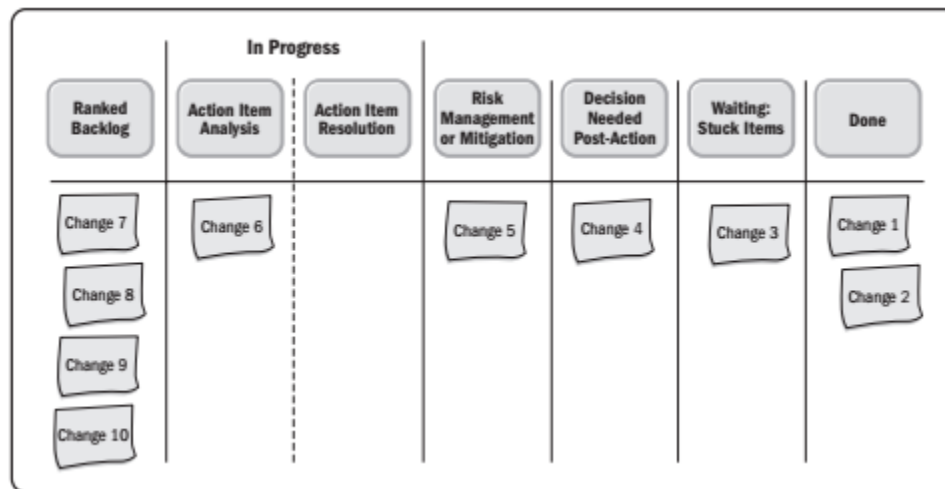 In Progress
Ranked
Backlog
Action Item
Analysis
Action Item
Resolution
Risk
Management
or Mitigation
Decision
Needed
Post-Action
Waiting:
Stuck Items
Done
Change 7
Change 6
Change 5
Change 4
Change 3
Change 1
Change 8
Change 2
Change 9
Change 10